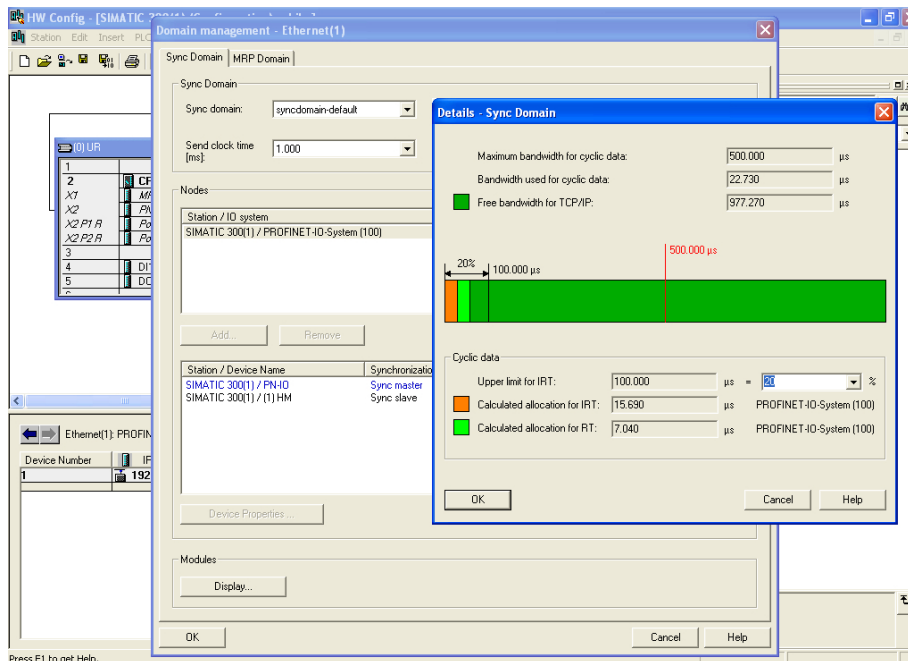 HW Config - [SIMATIC 300(1) (Configuration)
Station Edit Insert PLC
Domain management - Ethernet(1)
Sync Domain MRP Domain
Sync Domain
Sync domain: syncdomain-default
Send clock time
[ms]: 1.000
Nodes
Station / IO system
SIMATIC 300(1) / PROFINET-IO-System (100)
Add... Remove
Station / Device Name Synchronizatio
SIMATIC 300(1) / PN-IO Sync master
SIMATIC 300(1) / (1) HM Sync slave
Device Properties ...
Modules
Display...
OK Cancel Help
Details - Sync Domain
Maximum bandwidth for cyclic data: 500.000 µs
Bandwidth used for cyclic data: 22.730 µs
Free bandwidth for TCP/IP: 977.270 µs
500.000 µs
20% 100.000 µs
Cyclic data
Upper limit for IRT: 100.000 µs = 20 %
Calculated allocation for IRT: 15.690 µs PROFINET-IO-System (100)
Calculated allocation for RT: 7.040 µs PROFINET-IO-System (100)
OK Cancel Help
(0) UR
1
2 CP
X1 MP
X2 PN
X2 P1 R Po
X2 P2 R Po
3
4 DI1
5 DO
Ethernet(1): PROFIN
Device Number IP
1 192
Press F1 to get Help.